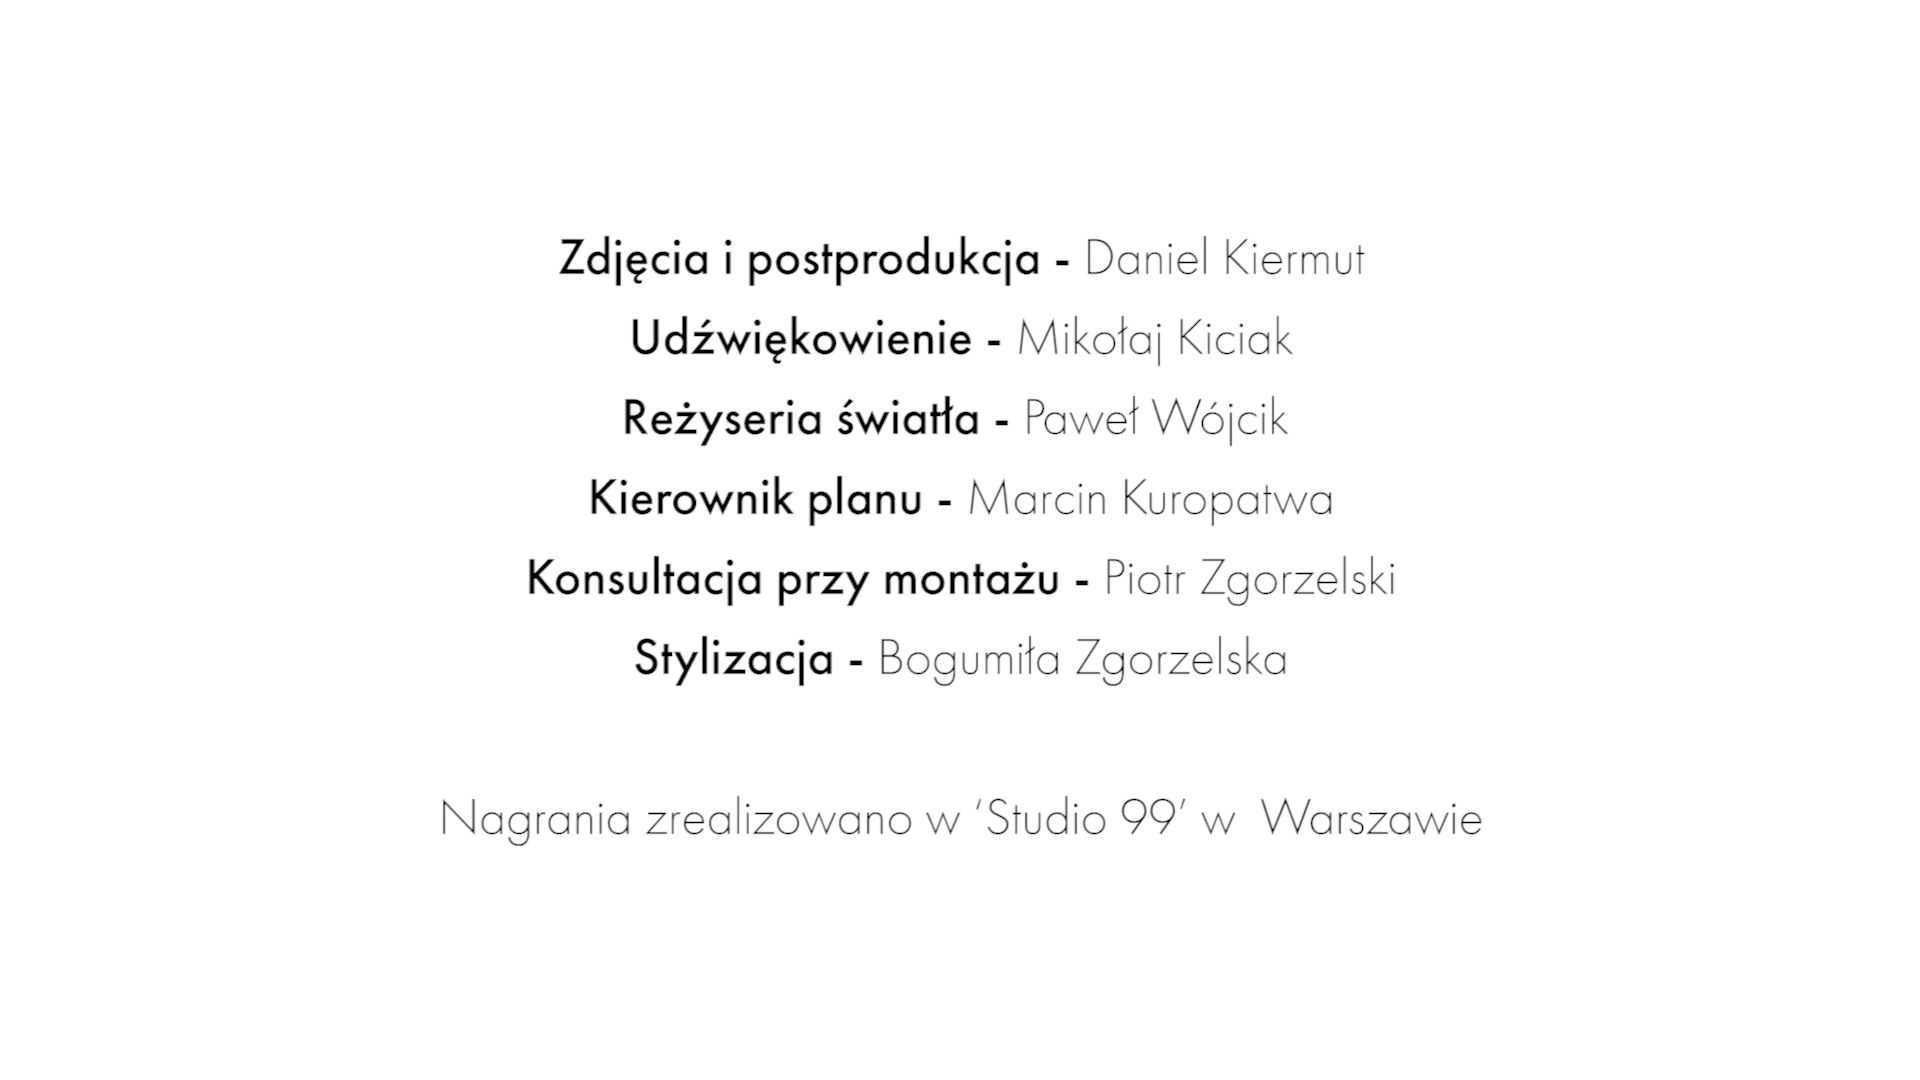 Zdjęcia i postprodukcja - Daniel Kiermut
Udźwiękowienie - Mikołaj Kiciak
Reżyseria światła - Paweł Wójcik
Kierownik planu - Marcin Kuropatwa
Konsultacja przy montażu - Piotr Zgorzelski
Stylizacja - Bogumiła Zgorzelska
Nagrania zrealizowano w ‘Studio 99’ w  Warszawie